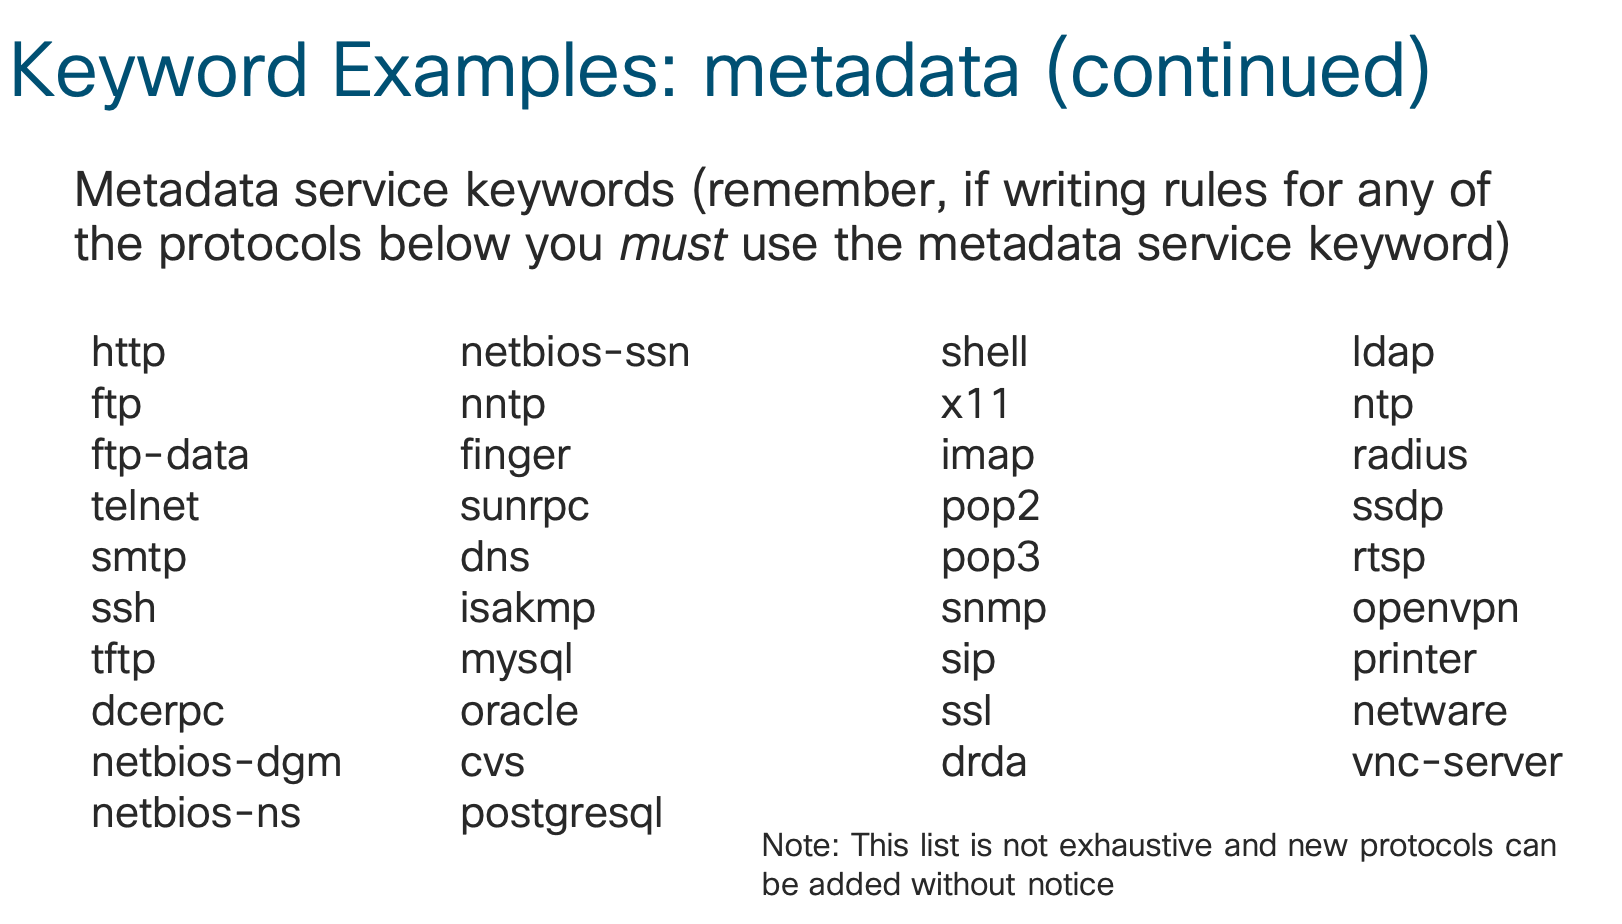 Keyword Examples: metadata (continued)
Metadata service keywords (remember, if writing rules for any of
the protocols below you must use the metadata service keyword)
http
ftp
ftp-data
telnet
smtp
ssh
tftp
dcerpc
netbios-dgm
netbios-ns
netbios-ssn
nntp
finger
sunrpc
dns
isakmp
mysql
oracle
cvs
postgresql
shell
x11
imap
pop2
pop3
snmp
sip
ssl
drda
ldap
ntp
radius
ssdp
rtsp
openvpn
printer
netware
vnc-server
Note: This list is not exhaustive and new protocols can
be added without notice